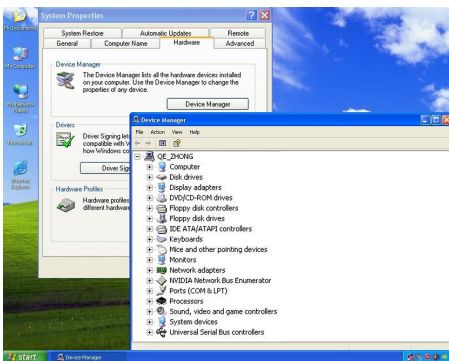 My Documents
My Computer
My Network
Places
Recycle Bin
Internet
Explorer
System Properties
System Restore
Automatic Updates
Remote
General
Computer Name
Hardware
Advanced
Device Manager
The Device Manager lists all the hardware devices installed
on your computer. Use the Device Manager to change the
properties of any device.
Device Manager
Drivers
Driver Signing let
compatible with
how Windows co
Driver Sig
Hardware Profiles
Hardware profiles
different hardware
Device Manager
File Action View Help
QE_ZHONG
Computer
Disk drives
Display adapters
DVD/CD-ROM drives
Floppy disk controllers
Floppy disk drives
IDE ATA/ATAPI controllers
Keyboards
Mice and other pointing devices
Monitors
Network adapters
NVIDIA Network Bus Enumerator
Ports (COM & LPT)
Processors
Sound, video and game controllers
System devices
Universal Serial Bus controllers
start
Device Manager